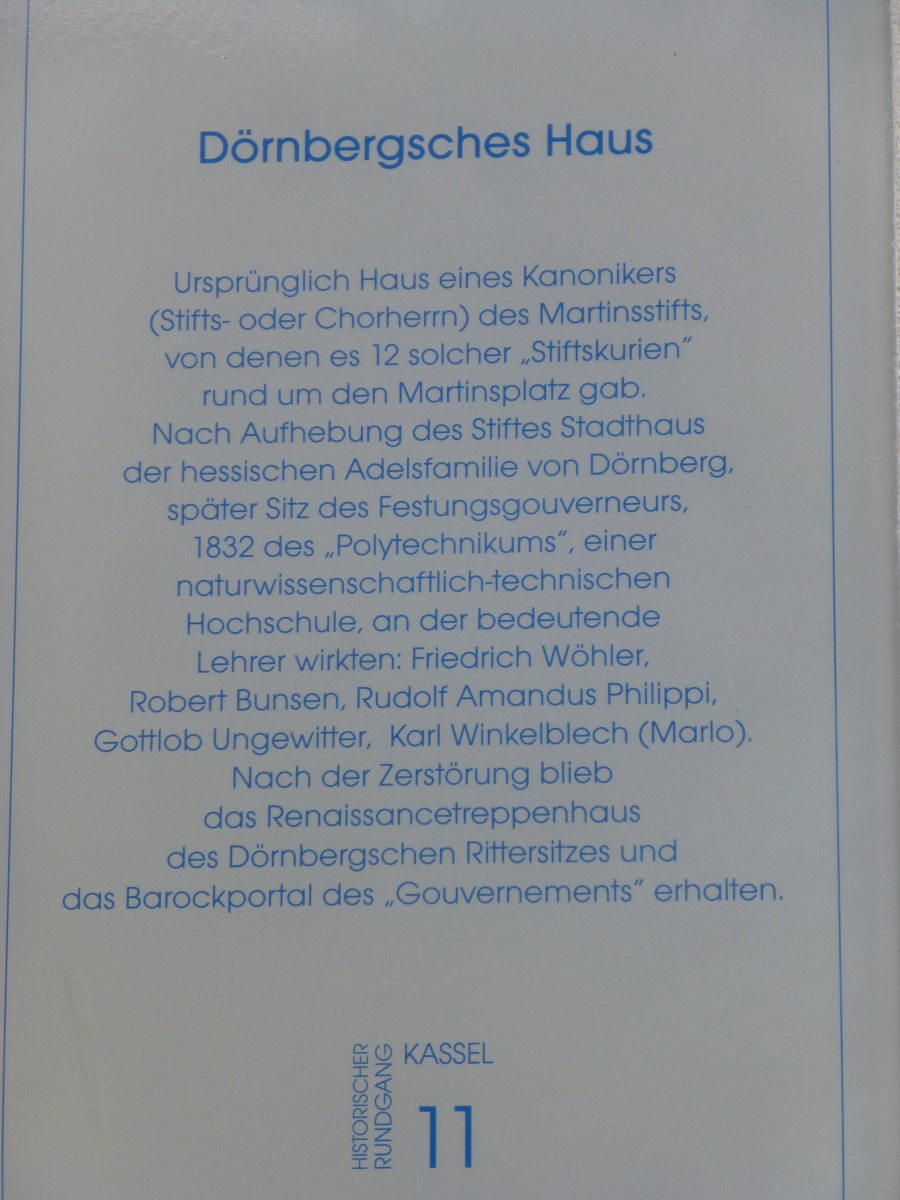 Dörnbergsches Haus
Ursprünglich Haus eines Kanonikers
(Stifts- oder Chorherrn) des Martinsstifts,
von denen es 12 solcher „Stiftskurien”
rund um den Martinsplatz gab.
Nach Aufhebung des Stiftes Stadthaus
der hessischen Adelsfamilie von Dörnberg,
später Sitz des Festungsgouverneurs,
1832 des „Polytechnikums”, einer
naturwissenschaftlich-technischen
Hochschule, an der bedeutende
Lehrer wirkten: Friedrich Wöhler,
Robert Bunsen, Rudolf Amandus Philippi,
Gottlob Ungewitter, Karl Winkelblech (Marlo).
Nach der Zerstörung blieb
das Renaissancetreppenhaus
des Dörnbergschen Rittersitzes und
das Barockportal des „Gouvernements” erhalten.
HISTORISCHER
RUNDGANG
KASSEL
11